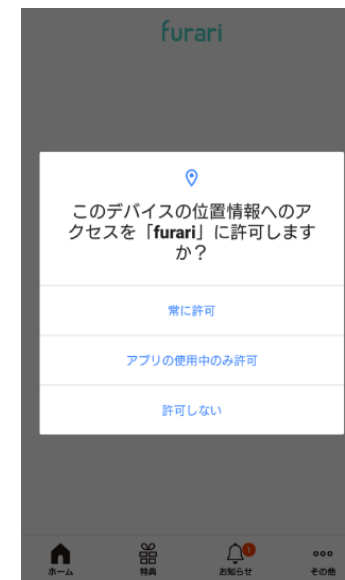 furari
このデバイスの位置情報へのア
クセスを「furari」に許可します
か？
常に許可
アプリの使用中のみ許可
許可しない
ホーム
特典
お知らせ
その他